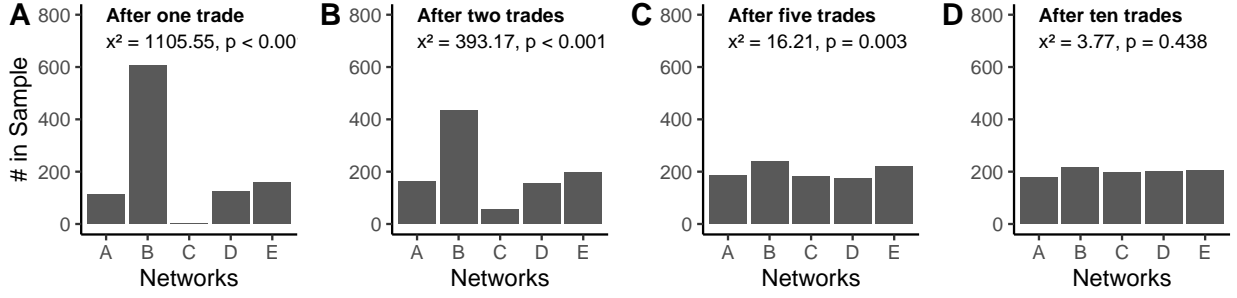 A
After one trade
x² = 1105.55, p < 0.00
# in Sample
800
600
400
200
0
A B C D E
Networks
B
After two trades
x² = 393.17, p < 0.001
800
600
400
200
0
A B C D E
Networks
C
After five trades
x² = 16.21, p = 0.003
800
600
400
200
0
A B C D E
Networks
D
After ten trades
x² = 3.77, p = 0.438
800
600
400
200
0
A B C D E
Networks